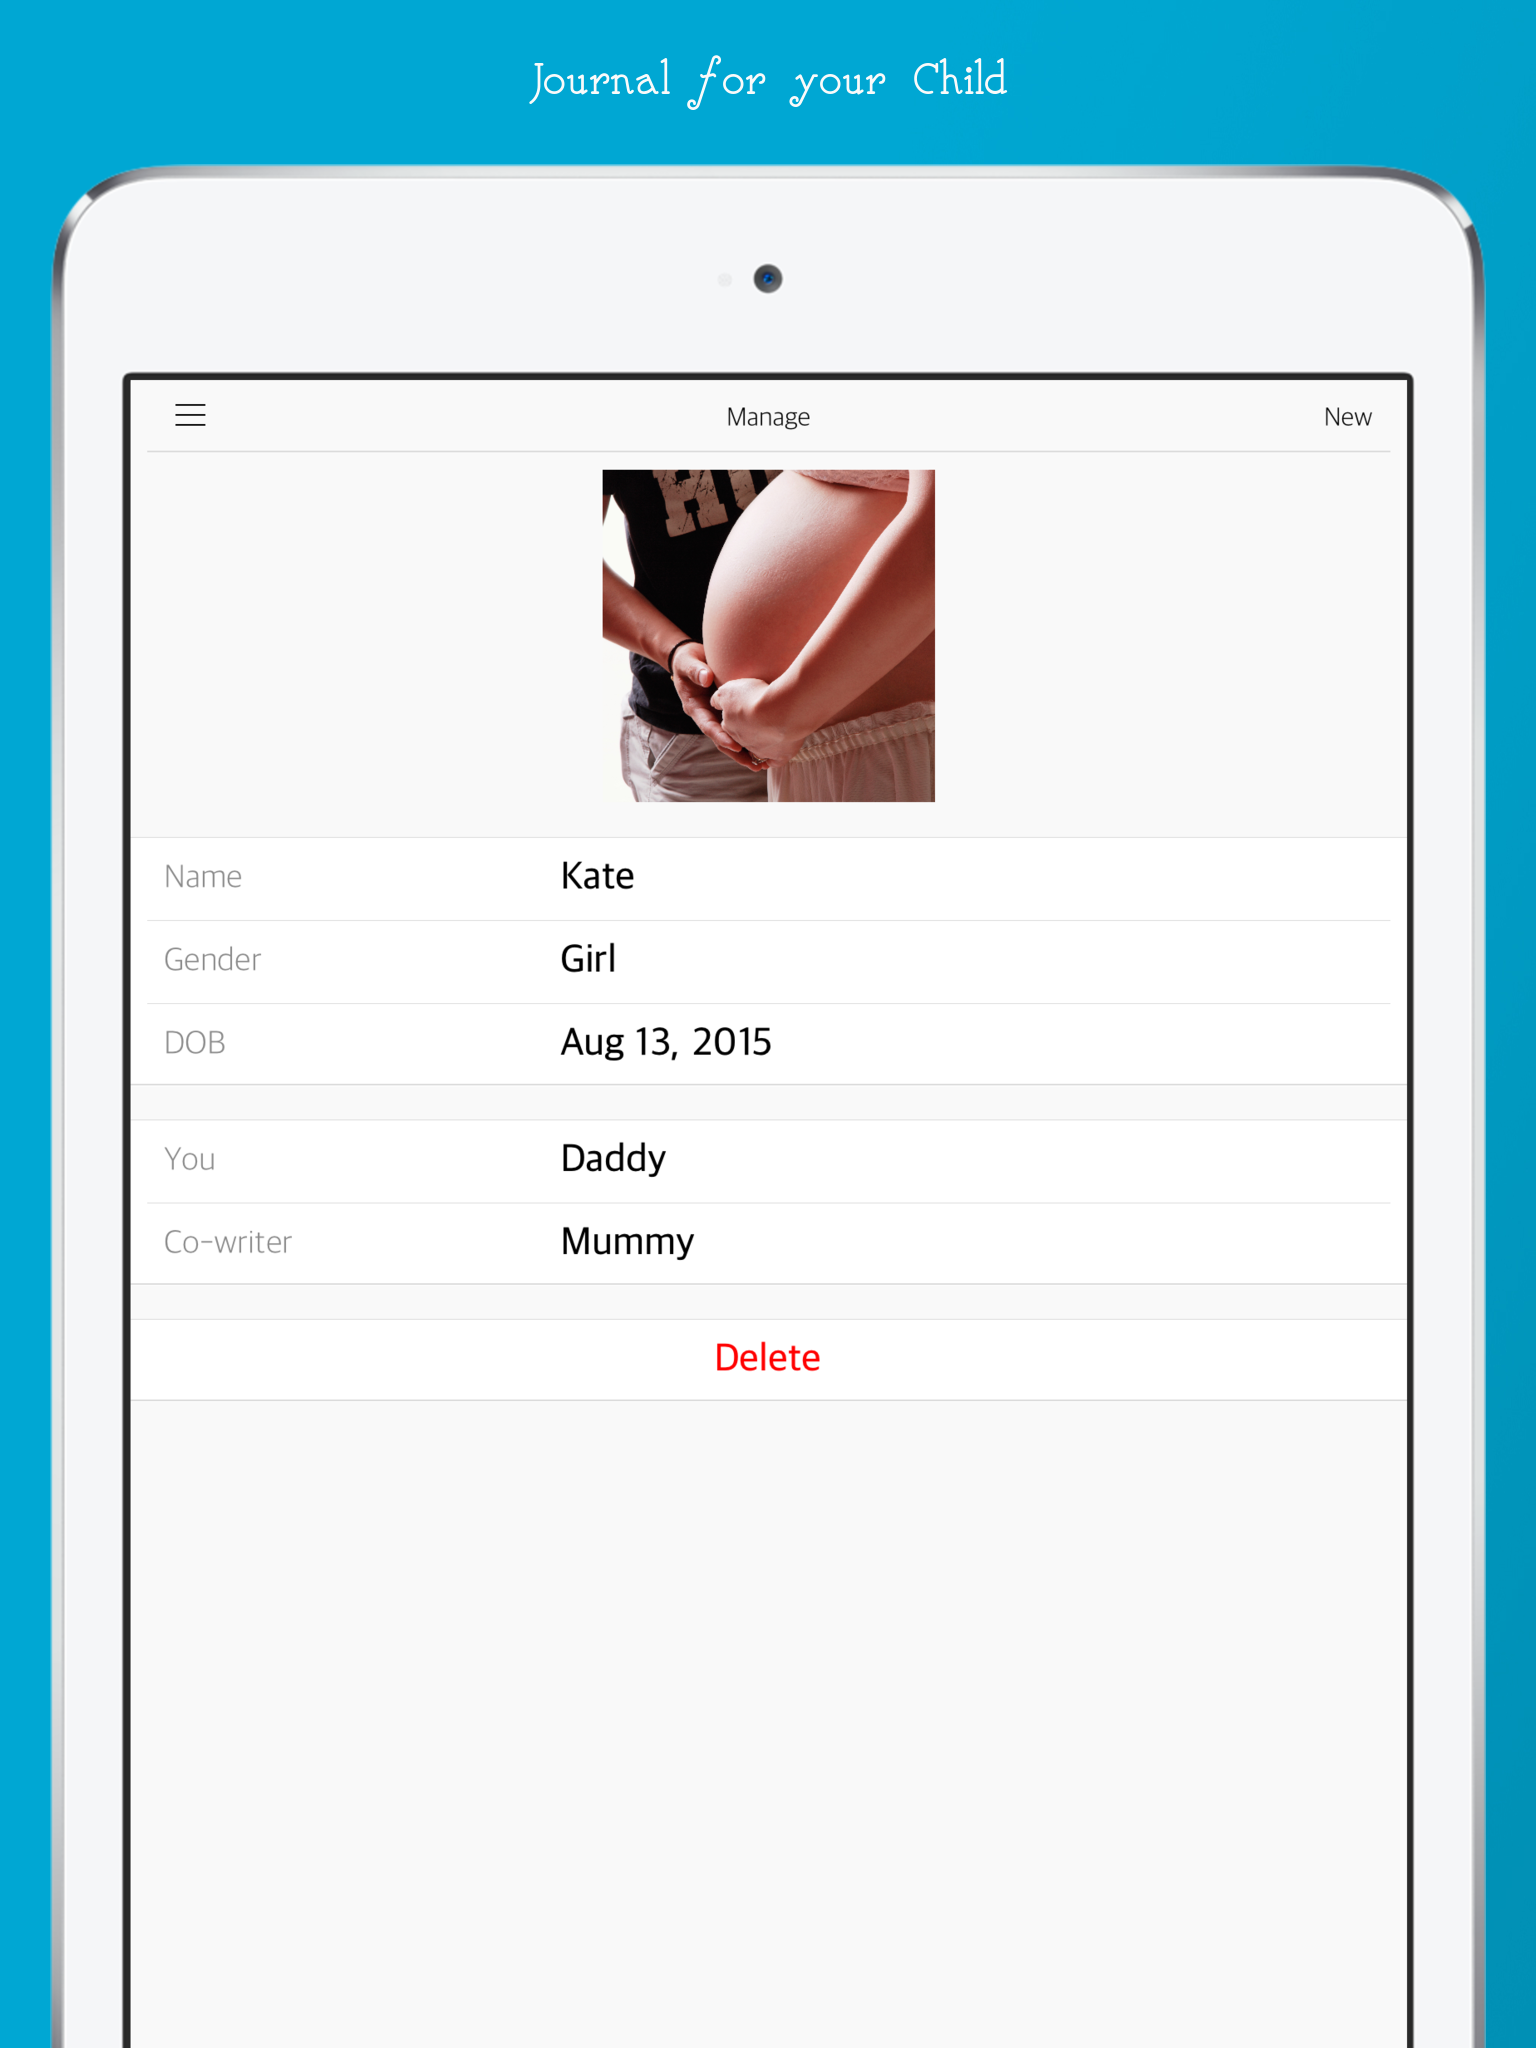 Journal for your Child
Manage
New
Name
Kate
Gender
Girl
DOB
Aug 13, 2015
You
Daddy
Co-writer
Mummy
Delete